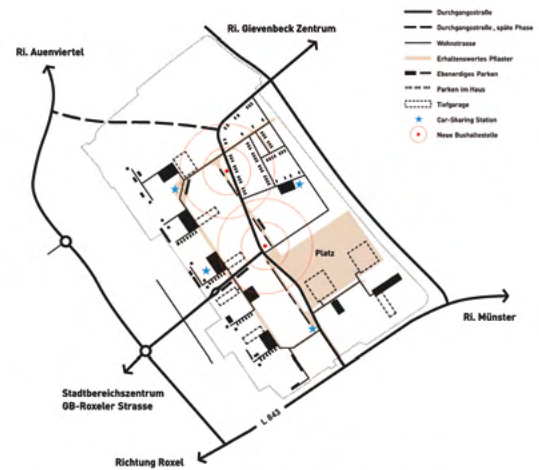 Ri. Gievenbeck Zentrum
Ri. Auenviertel
Durchgangsstraße
Durchgangsstraße, späte Phase
Wohnstrasse
Erhaltenswertes Pflaster
Ebenerdiges Parken
Parken im Haus
Tiefgarage
Car-Sharing Station
Neue Bushaltestelle
Platz
Ri. Münster
Stadtbereichszentrum
GB-Roxeler Strasse
L 843
Richtung Roxel